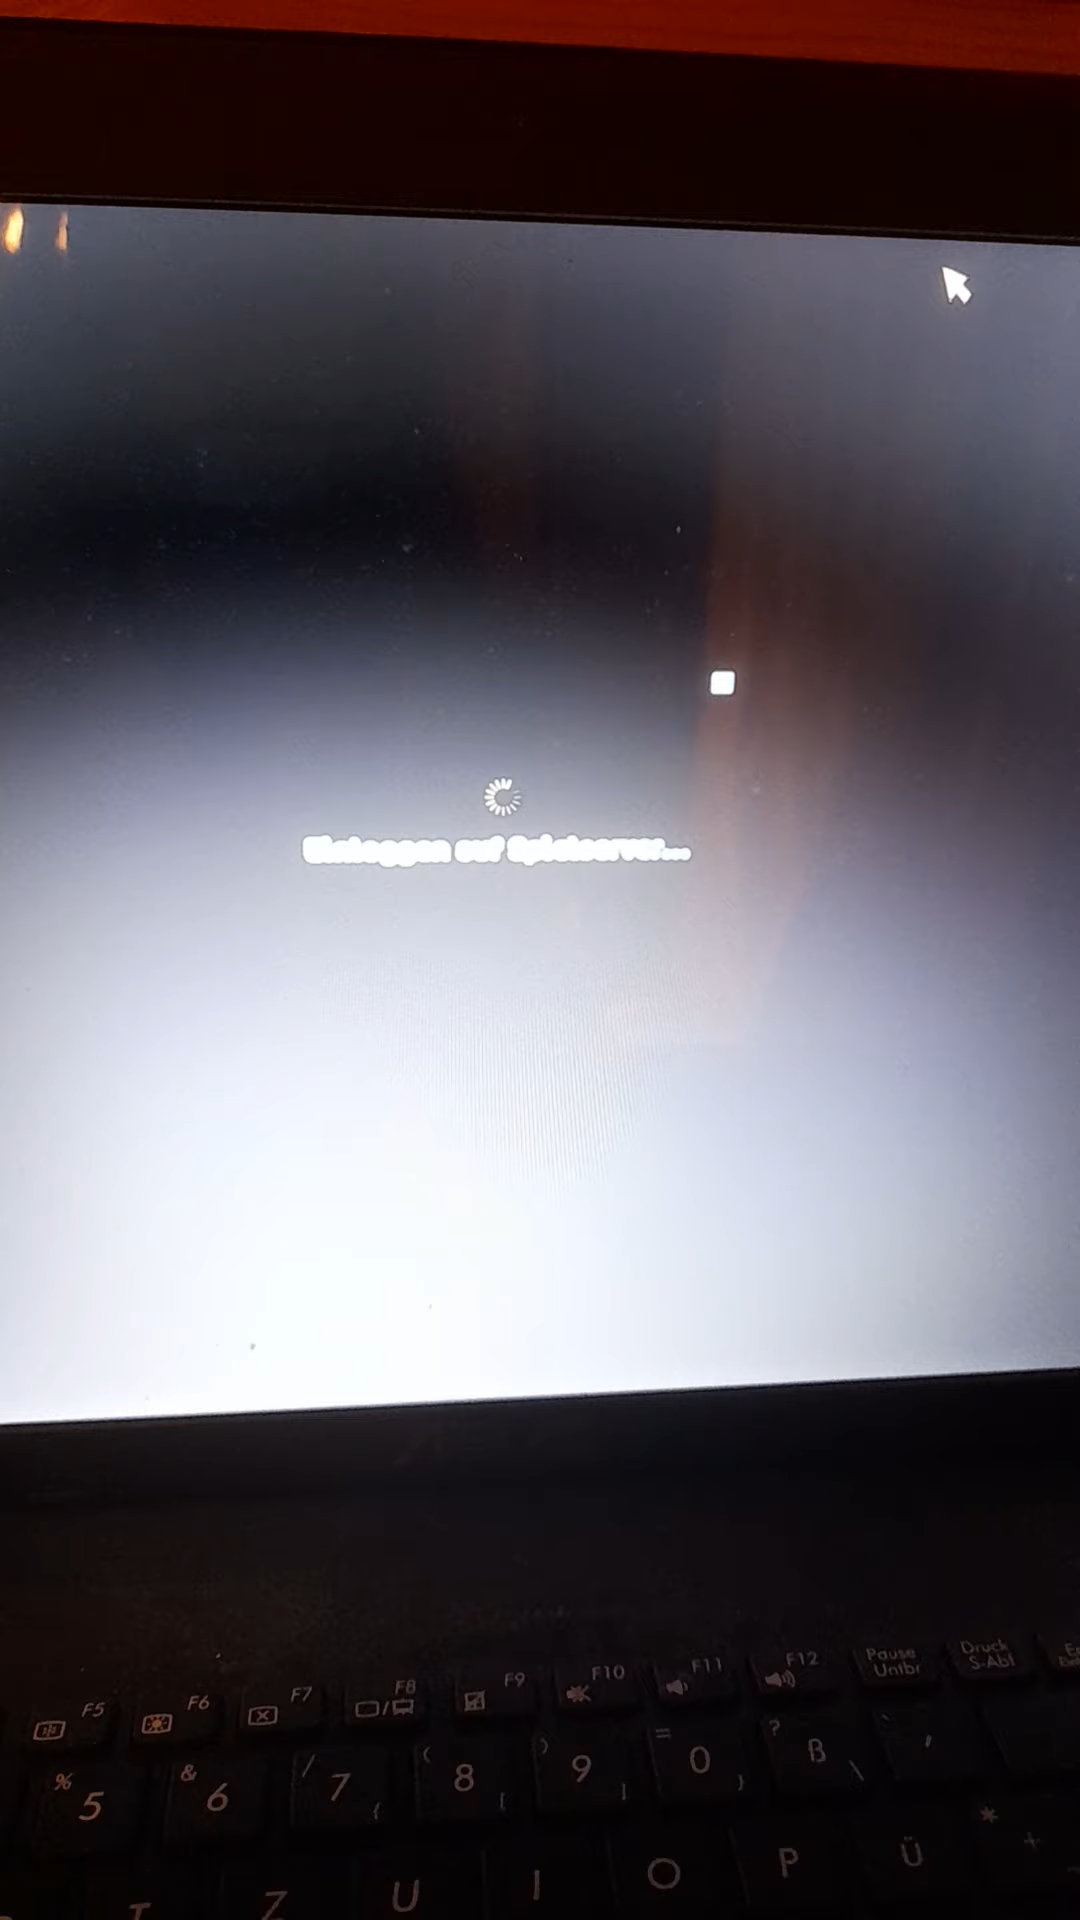 Einloggen auf Spielserver...
Pause Druck
Untbr S-Abf
F5 F6 F7 F8 F9 F10 F11 F12
% & / ( ) = ? `
5 6 7 8 9 0 ß ´
{ [ ] } \
* +
T Z U I O P Ü